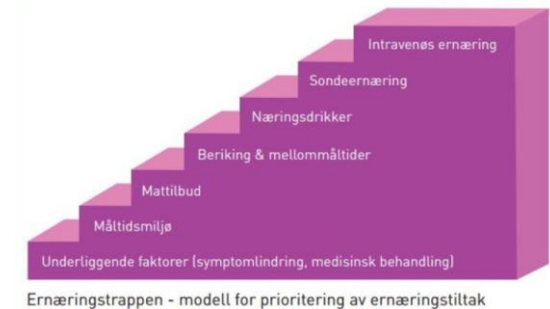 Intravenøs ernæring
Sondeernæring
Næringsdrikker
Beriking & mellommåltider
Mattilbud
Måltidsmiljø
Underliggende faktorer (symptomlindring, medisinsk behandling)
Ernæringstrappen - modell for prioritering av ernæringstiltak